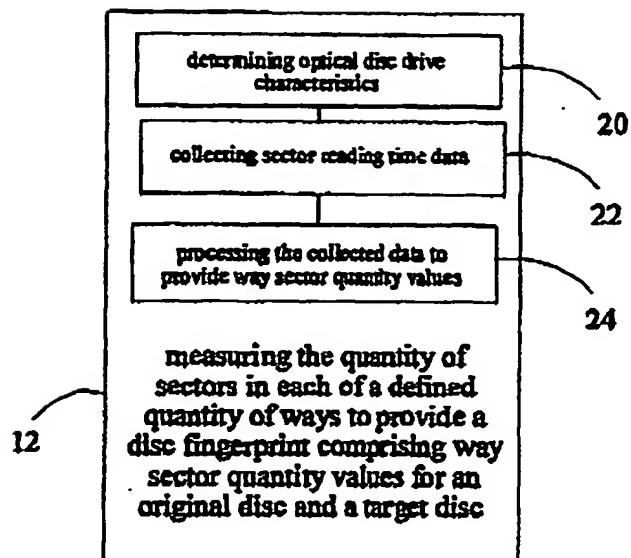 determining optical disc drive
characteristics
20
collecting sector reading time data
22
processing the collected data to
provide way sector quantity values
24
measuring the quantity of
sectors in each of a defined
quantity of ways to provide a
disc fingerprint comprising way
sector quantity values for an
original disc and a target disc
12